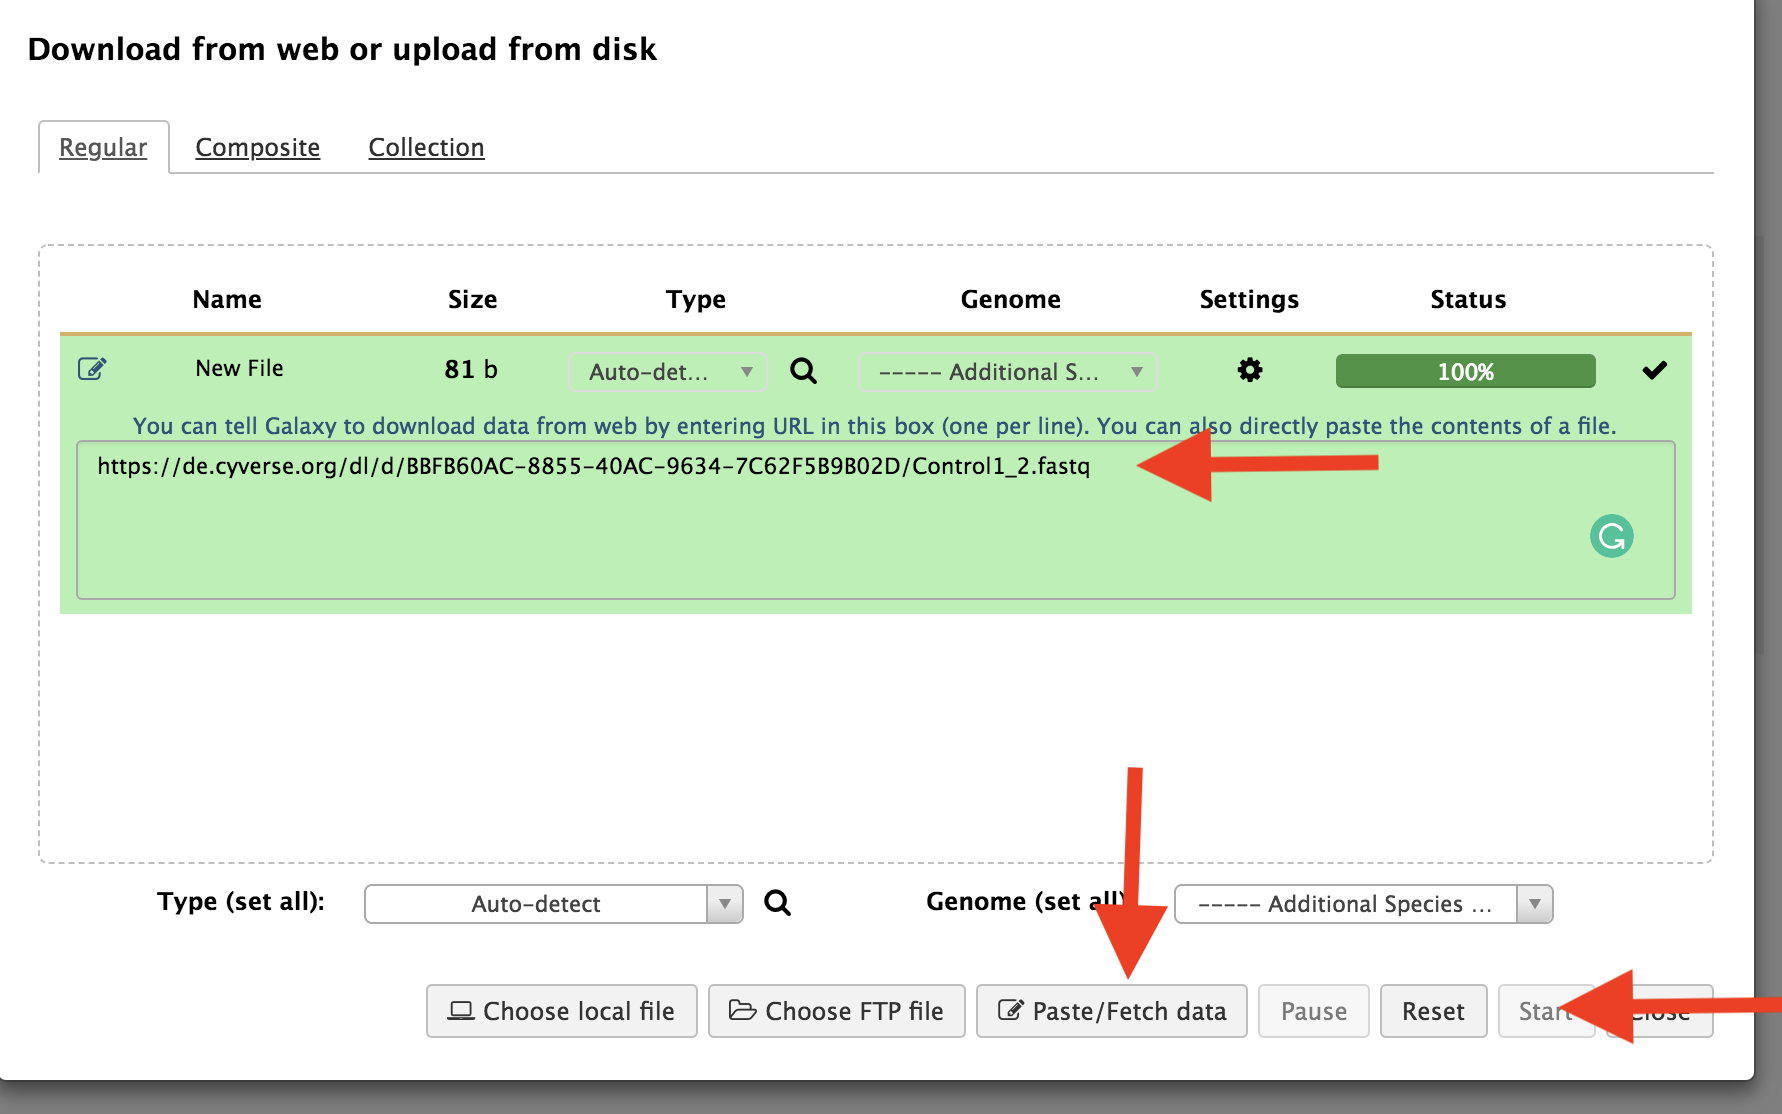 Download from web or upload from disk
Regular Composite Collection
Name Size Type Genome Settings Status
New File 81 b Auto-det... ----- Additional S... 100%
You can tell Galaxy to download data from web by entering URL in this box (one per line). You can also directly paste the contents of a file.
https://de.cyverse.org/dl/d/BBFB60AC-8855-40AC-9634-7C62F5B9B02D/Control1_2.fastq
Type (set all): Auto-detect Genome (set all) ----- Additional Species ...
Choose local file Choose FTP file Paste/Fetch data Pause Reset Start Close